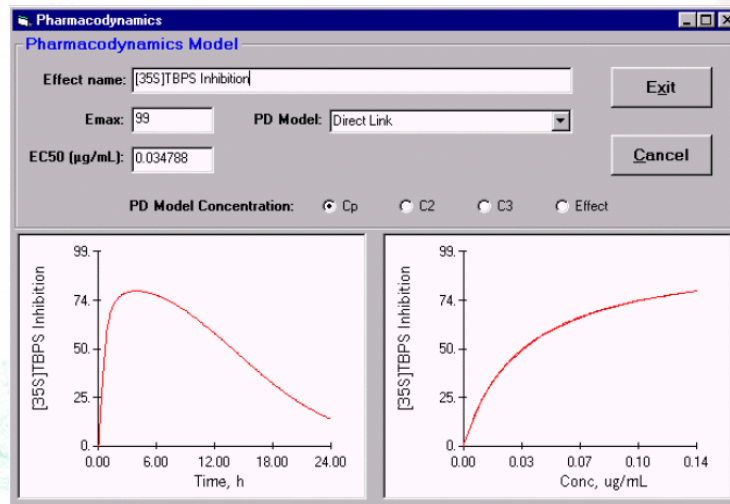 Pharmacodynamics
Pharmacodynamics Model
Effect name: [35S]TBPS Inhibition
Exit
Emax: 99 PD Model: Direct Link
EC50 (µg/mL): 0.034788
Cancel
PD Model Concentration: Cp C2 C3 Effect
99.
74.
50.
25.
0.
[35S]TBPS Inhibition
0.00 6.00 12.00 18.00 24.00
Time, h
99.
74.
50.
25.
0.
[35S]TBPS Inhibition
0.00 0.03 0.07 0.10 0.14
Conc, ug/mL